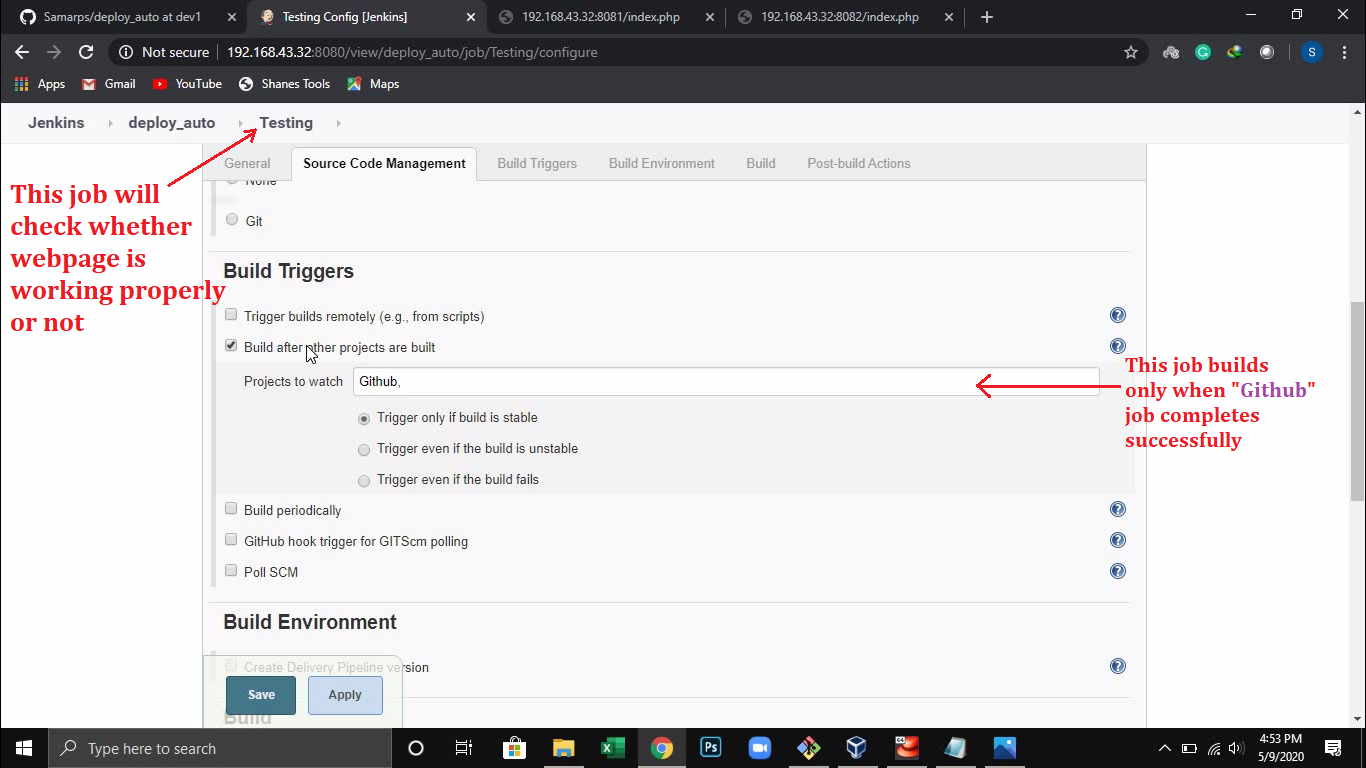 Samarps/deploy_auto at dev1
Testing Config [Jenkins]
192.168.43.32:8081/index.php
192.168.43.32:8082/index.php
Not secure
192.168.43.32:8080/view/deploy_auto/job/Testing/configure
S
Apps
Gmail
YouTube
Shanes Tools
Maps
Jenkins
deploy_auto
Testing
General
Source Code Management
Build Triggers
Build Environment
Build
Post-build Actions
This job will
check whether
webpage is
working properly
or not
None
Git
Build Triggers
Trigger builds remotely (e.g., from scripts)
Build after other projects are built
Projects to watch
Github,
This job builds
only when "Github"
job completes
successfully
Trigger only if build is stable
Trigger even if the build is unstable
Trigger even if the build fails
Build periodically
GitHub hook trigger for GITScm polling
Poll SCM
Build Environment
Create Delivery Pipeline version
Save
Apply
Build
Type here to search
Ps
64
4:53 PM
5/9/2020